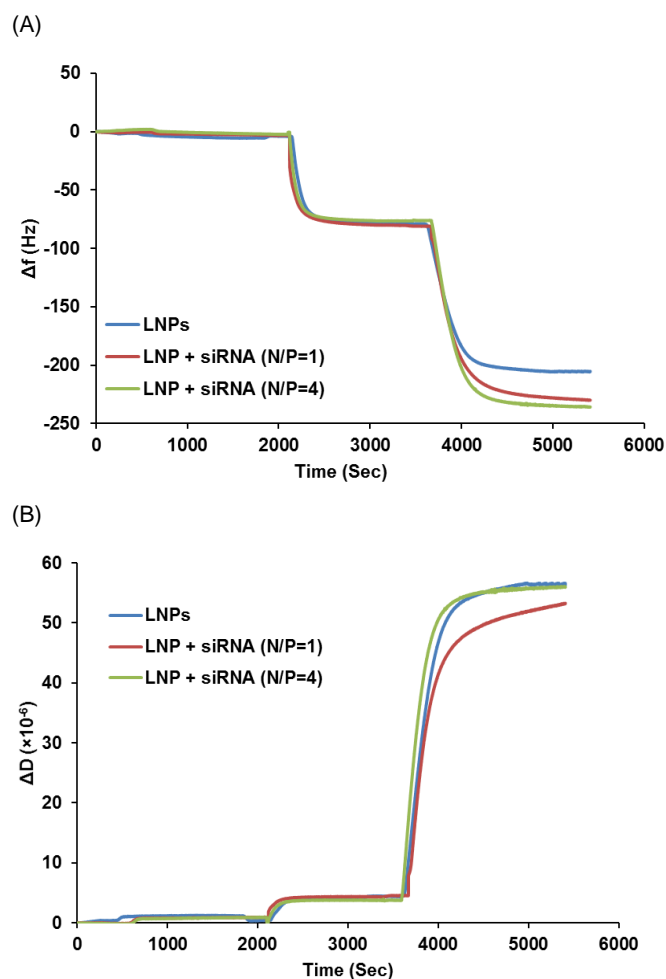 (A)
50
0
-50
-100
-150
-200
-250
Δf (Hz)
LNPs
LNP + siRNA (N/P=1)
LNP + siRNA (N/P=4)
0 1000 2000 3000 4000 5000 6000
Time (Sec)
(B)
60
50
40
30
20
10
0
ΔD (×10⁻⁶)
LNPs
LNP + siRNA (N/P=1)
LNP + siRNA (N/P=4)
0 1000 2000 3000 4000 5000 6000
Time (Sec)